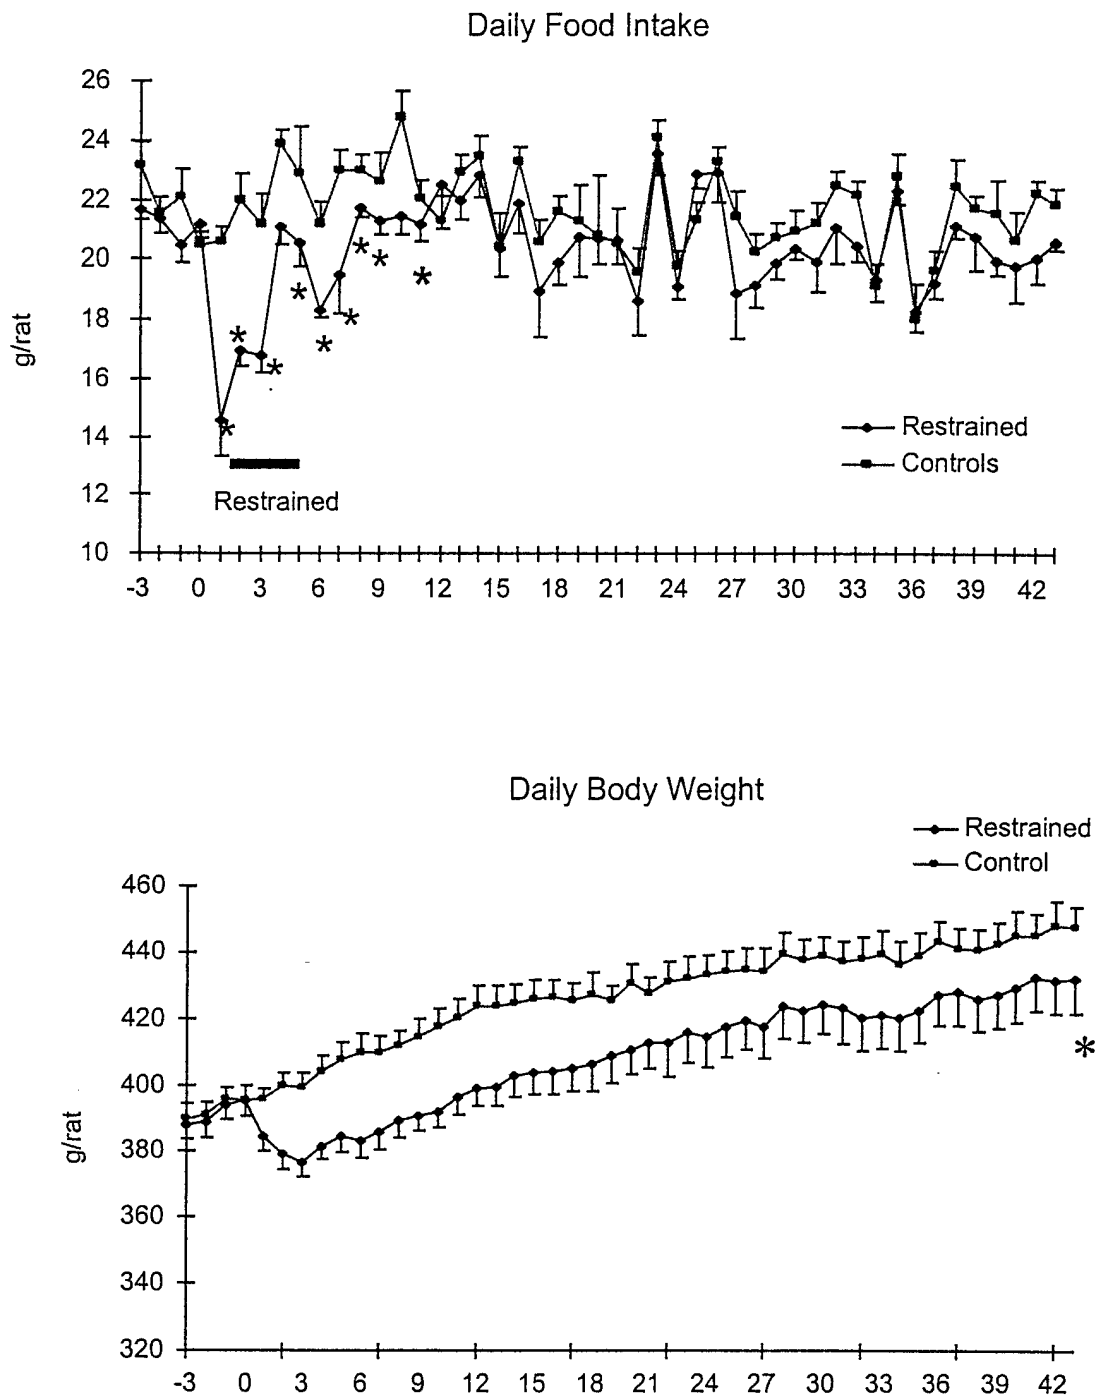 Daily Food Intake
26
24
22
20
18
16
14
12
10
g/rat
*
*
*
*
*
*
*
*
*
*
Restrained
Controls
Restrained
-3 0 3 6 9 12 15 18 21 24 27 30 33 36 39 42
Daily Body Weight
Restrained
Control
460
440
420
400
380
360
340
320
g/rat
*
-3 0 3 6 9 12 15 18 21 24 27 30 33 36 39 42